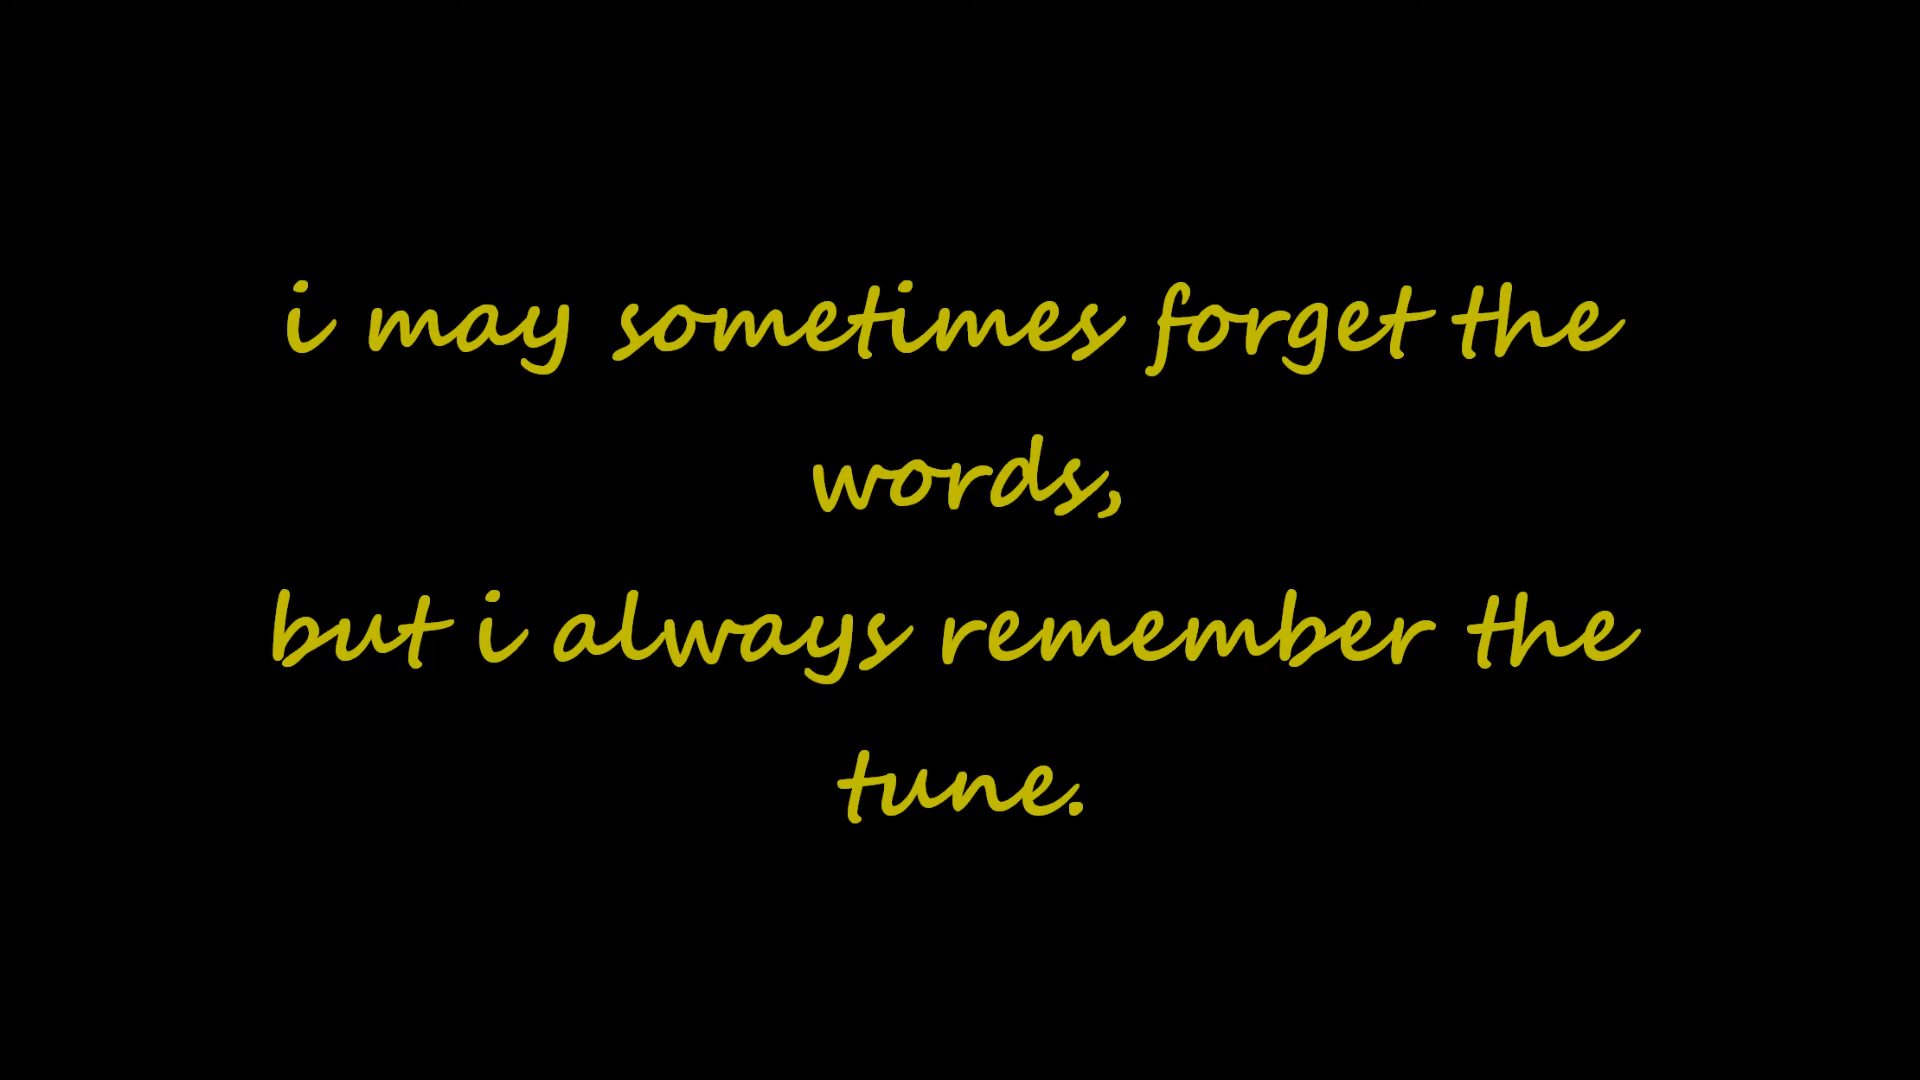 i may sometimes forget the
words,
but i always remember the
tune.